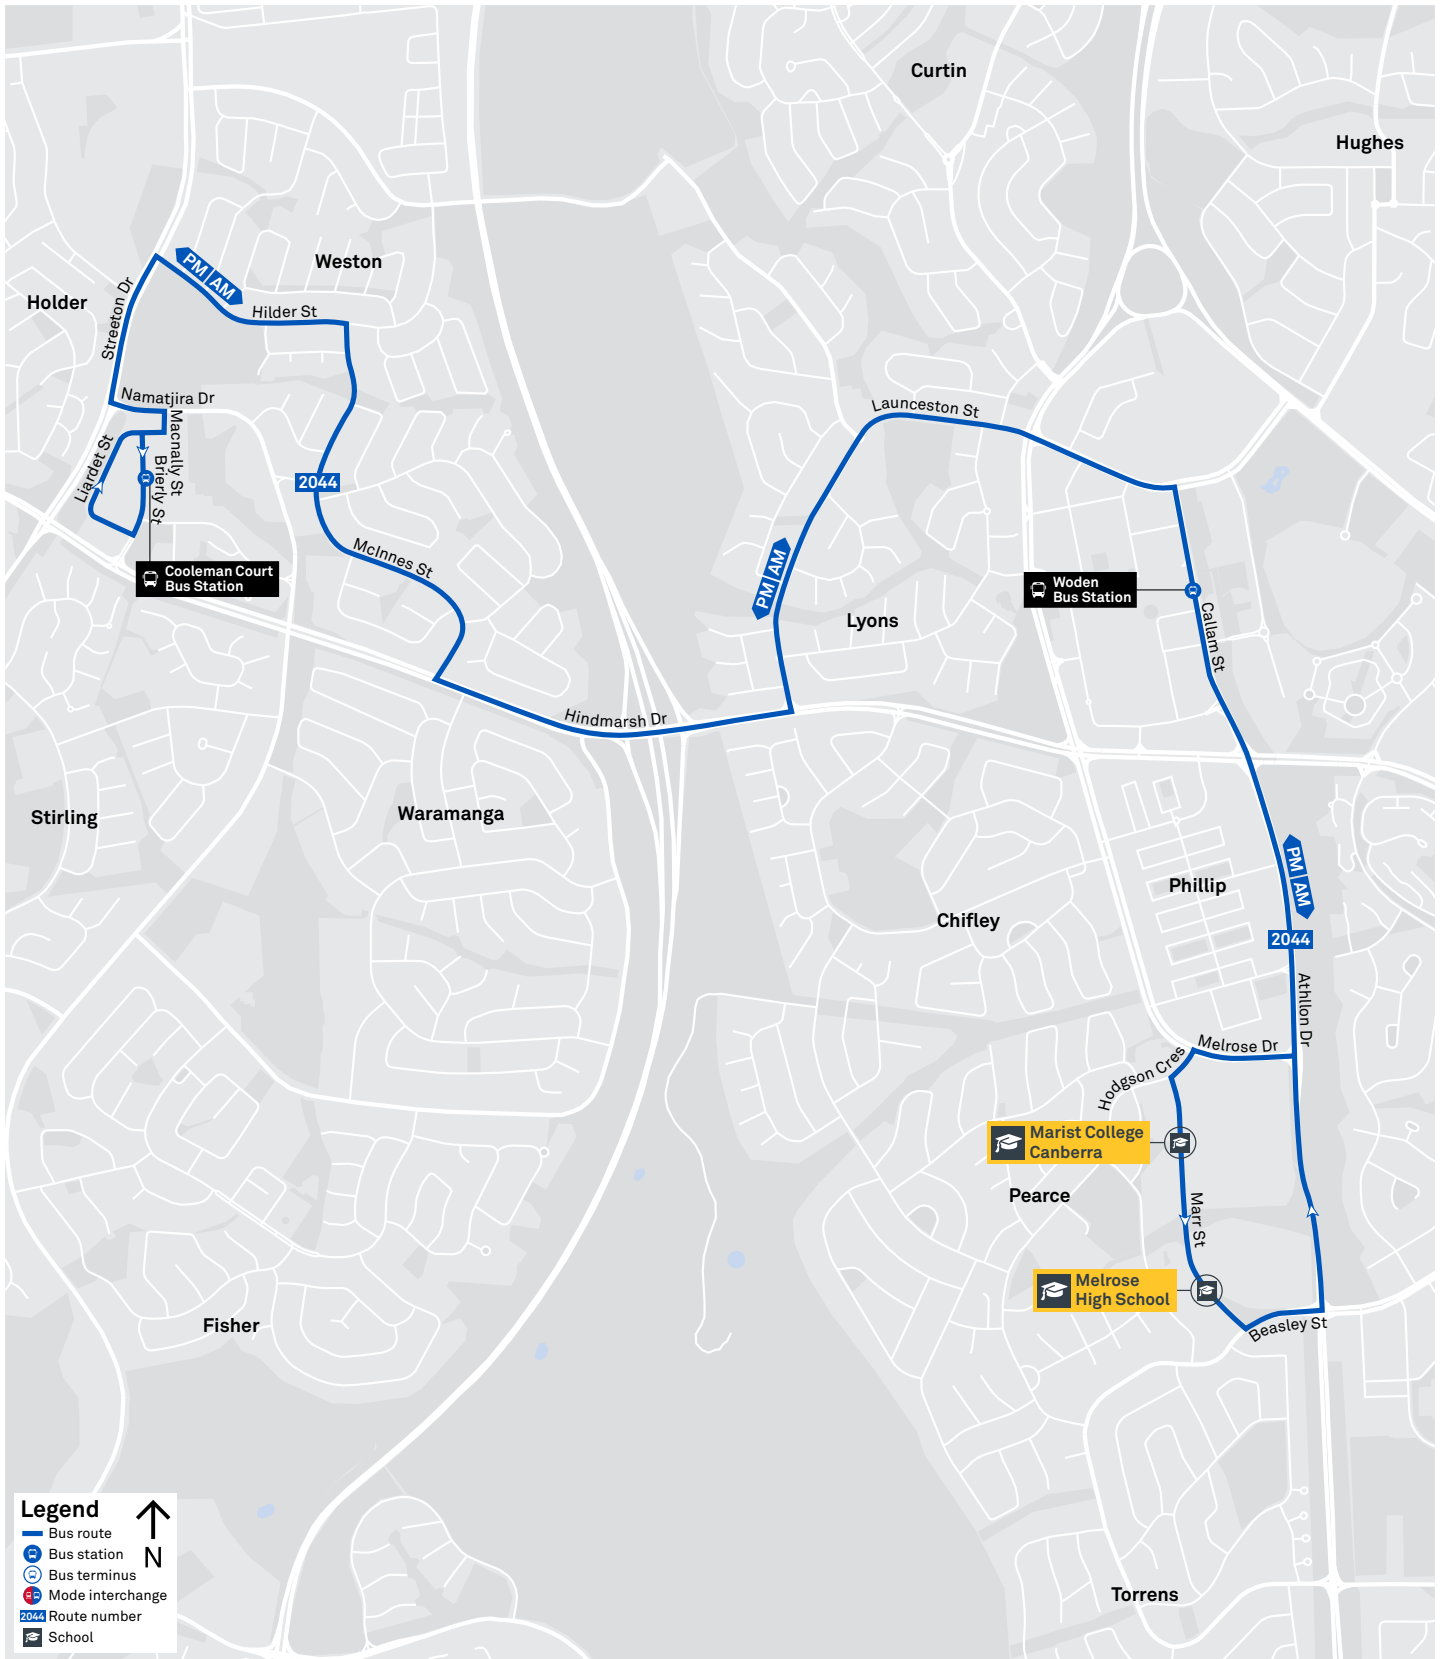 Curtin
Hughes
Weston
Holder
PM | AM
Hilder St
Streeton Dr
Namatjira Dr
Macnally St
Liardet St
Brierly St
2044
McInnes St
Cooleman Court
Bus Station
Launceston St
PM | AM
Lyons
Woden
Bus Station
Callam St
Hindmarsh Dr
Stirling
Waramanga
Chifley
Phillip
PM | AM
2044
Athllon Dr
Melrose Dr
Hodgson Cres
Marist College
Canberra
Pearce
Marr St
Melrose
High School
Beasley St
Fisher
Torrens
Legend
N
Bus route
Bus station
Bus terminus
Mode interchange
2044 Route number
School